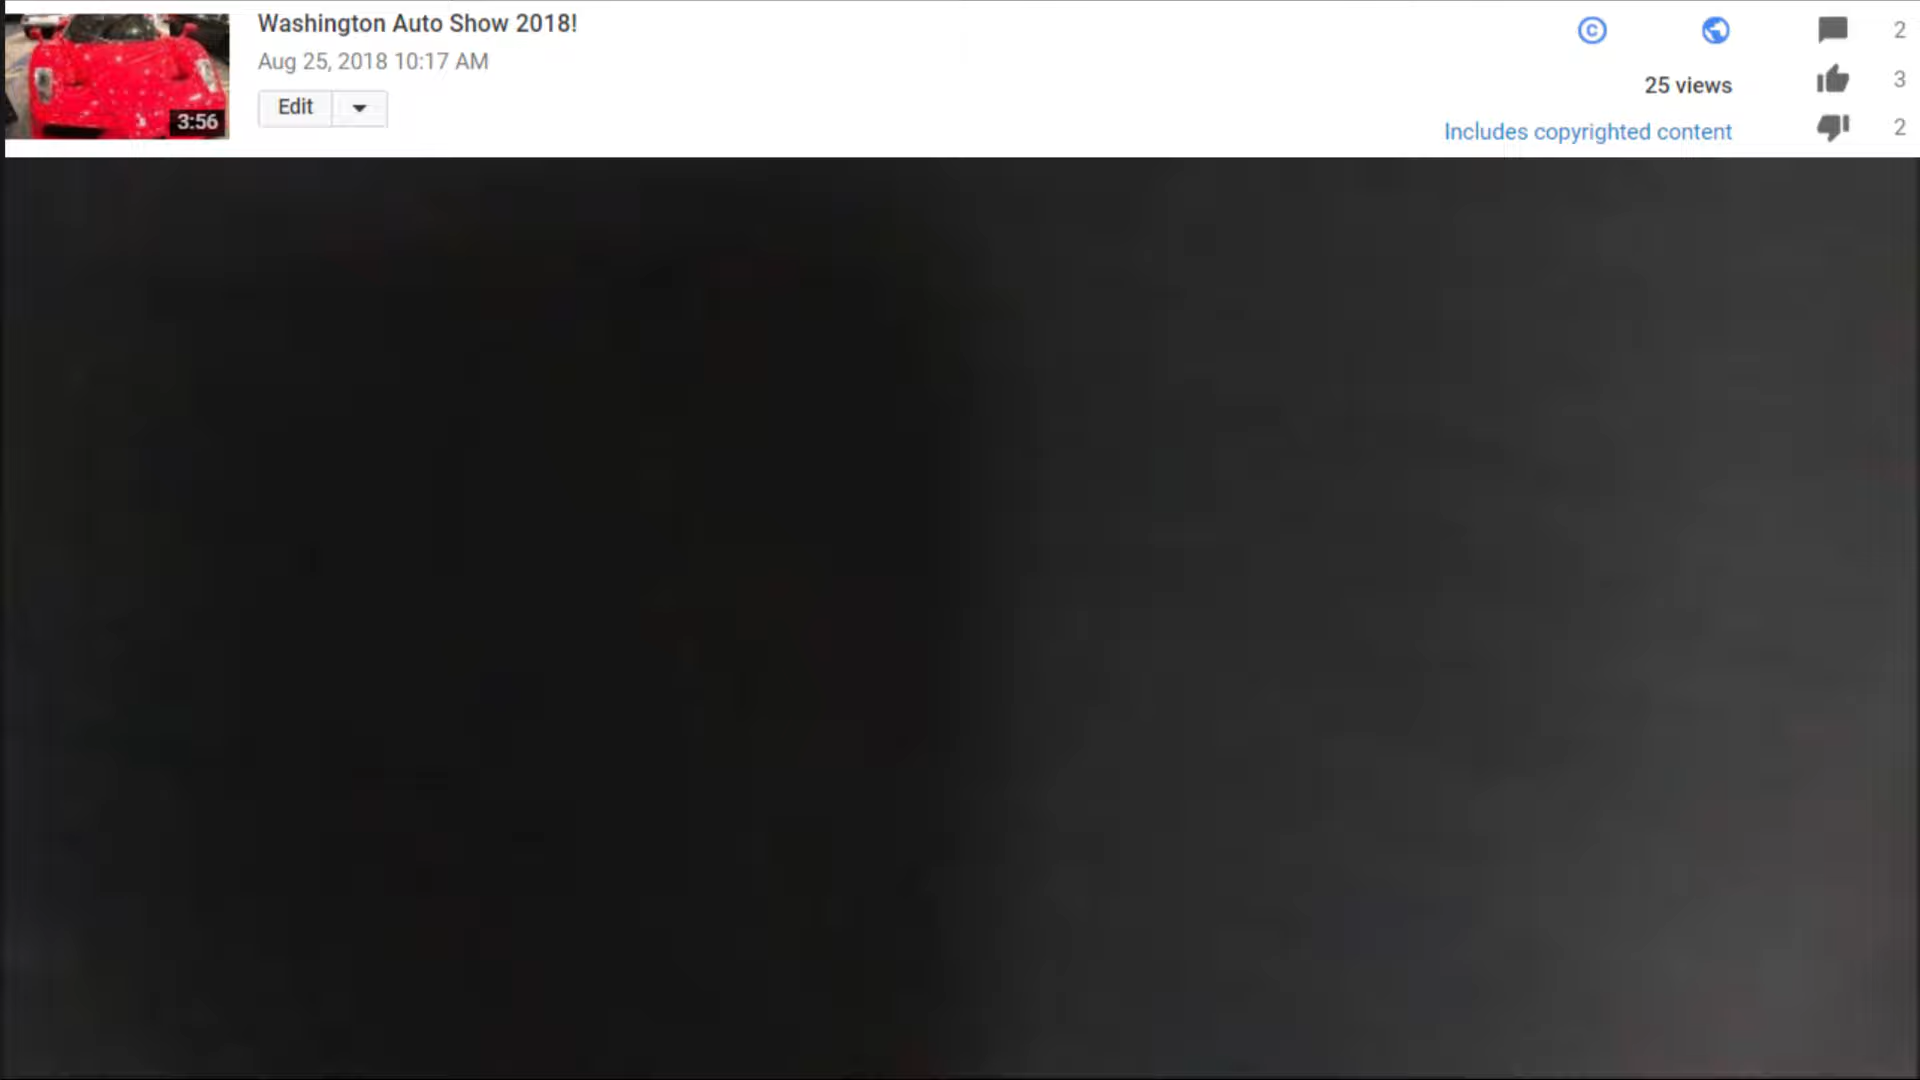 Washington Auto Show 2018!
Aug 25, 2018 10:17 AM
Edit
3:56
25 views
Includes copyrighted content
2
3
2